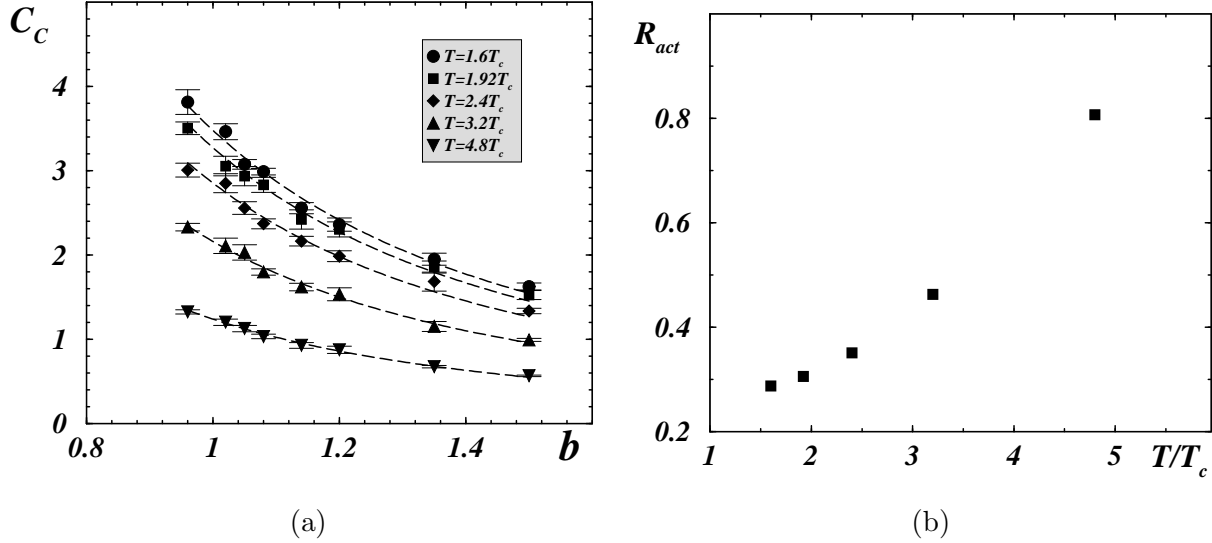 C_C
4
3
2
1
0
0.8
1
1.2
1.4
b
T=1.6T_c
T=1.92T_c
T=2.4T_c
T=3.2T_c
T=4.8T_c
(a)
R_act
0.8
0.6
0.4
0.2
1
2
3
4
5
T/T_c
(b)